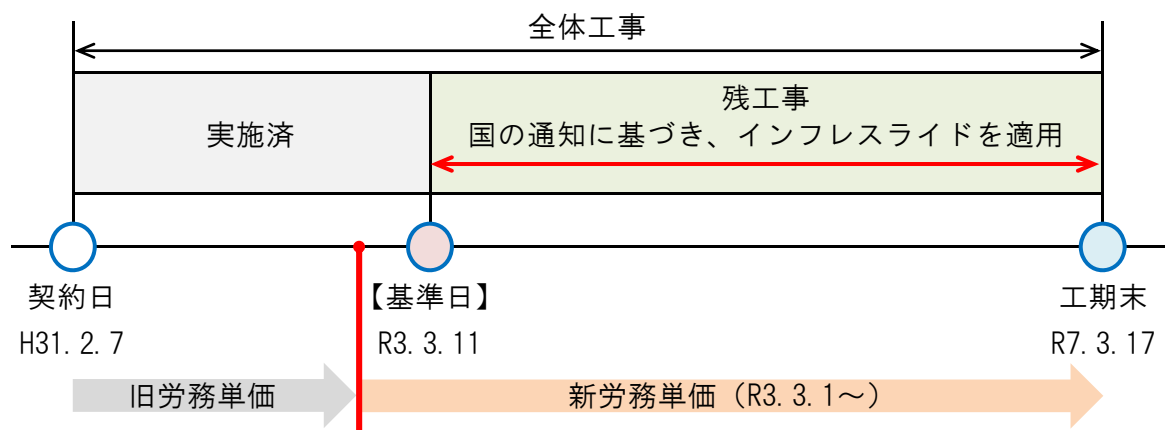 全体工事
実施済
残工事
国の通知に基づき、インフレスライドを適用
契約日
【基準日】
工期末
H31.2.7
R3.3.11
R7.3.17
旧労務単価
新労務単価（R3.3.1～）